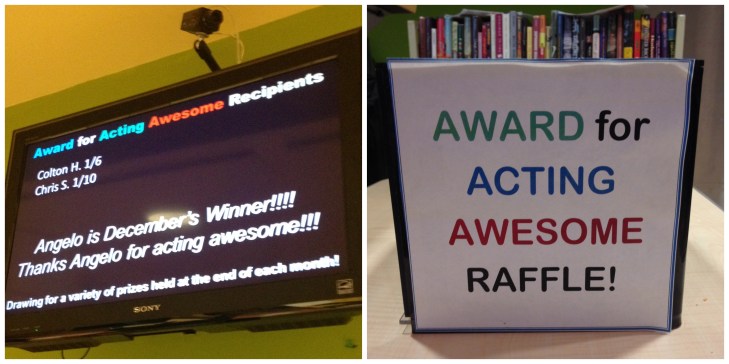 Award for Acting Awesome Recipients
Colton H. 1/6
Chris S. 1/10
Angelo is December's Winner!!!!
Thanks Angelo for acting awesome!!!
Drawing for a variety of prizes held at the end of each month!
SONY
AWARD for
ACTING
AWESOME
RAFFLE!